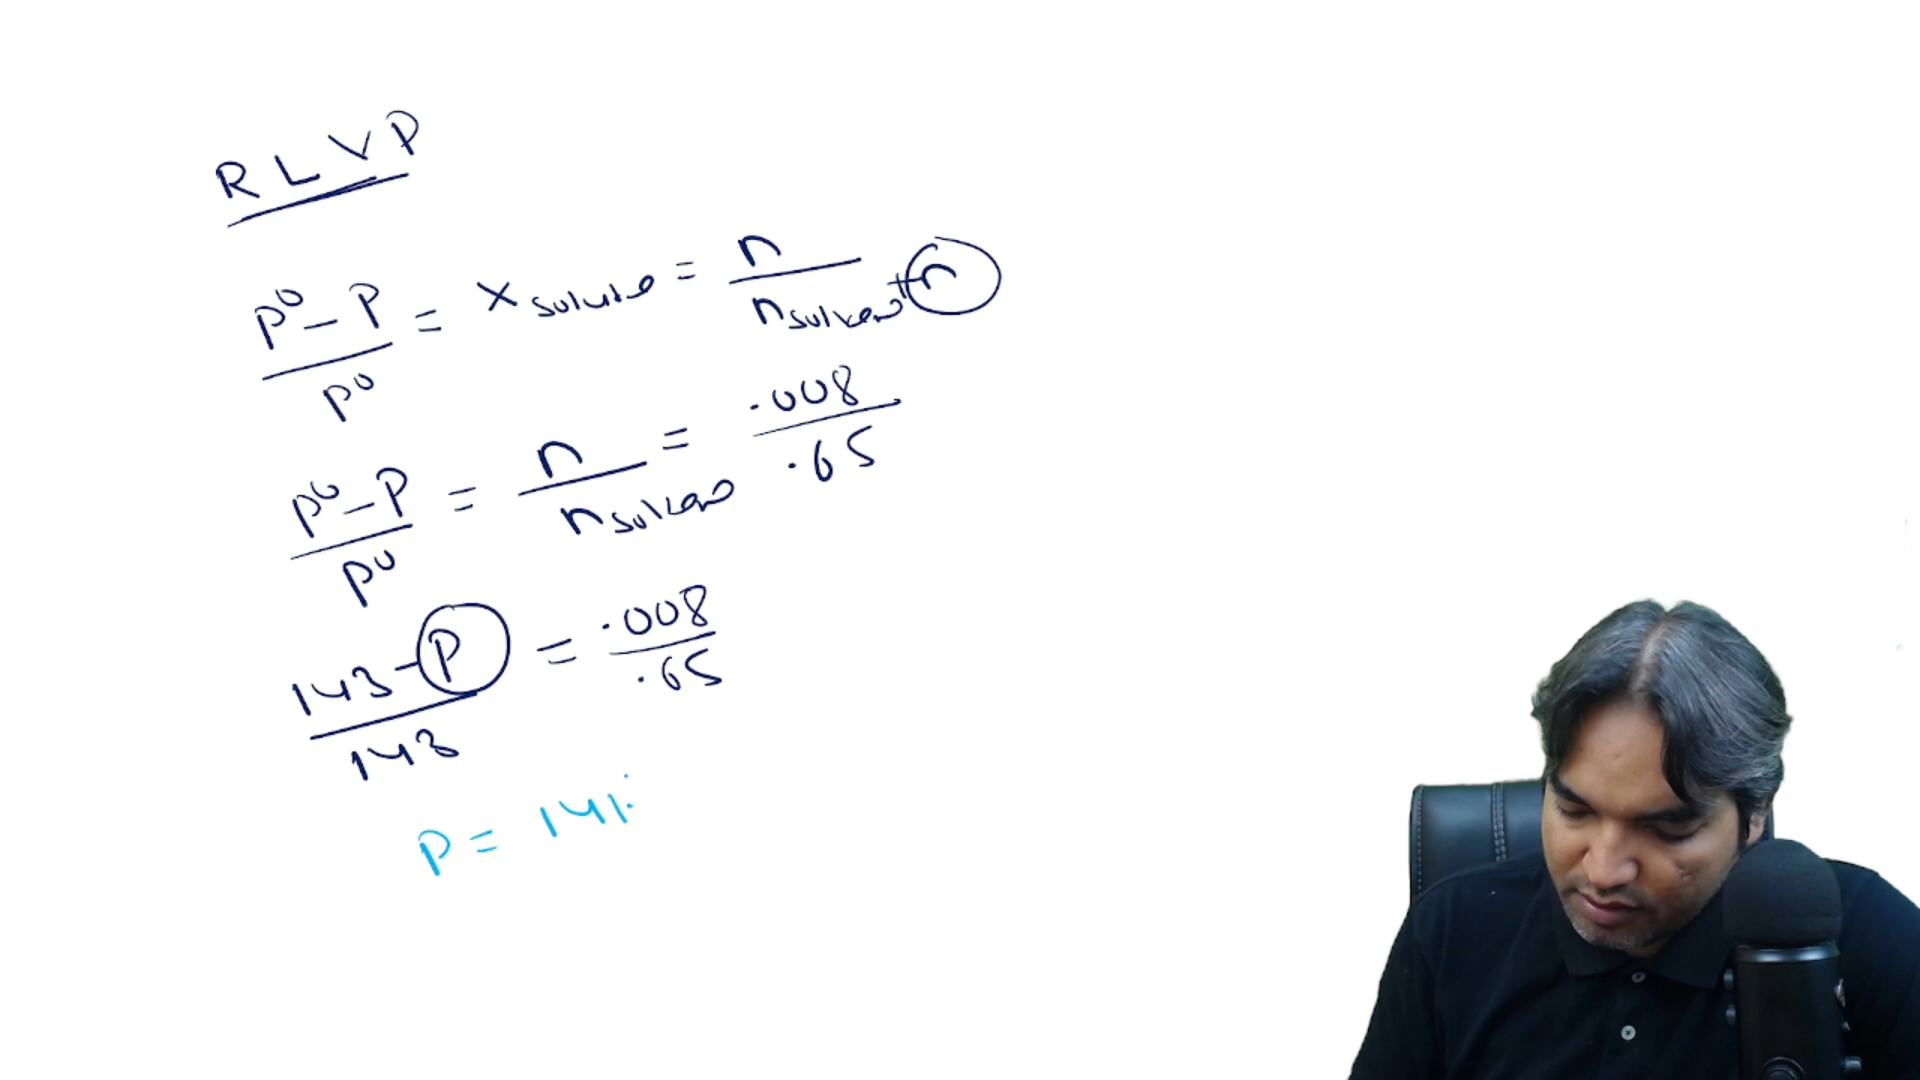 RLVP
P⁰ - P / P⁰ = x solute = n / n solvent + n
P⁰ - P / P⁰ = n / n solvent = .008 / .65
143 - P / 143 = .008 / .65
P = 141.